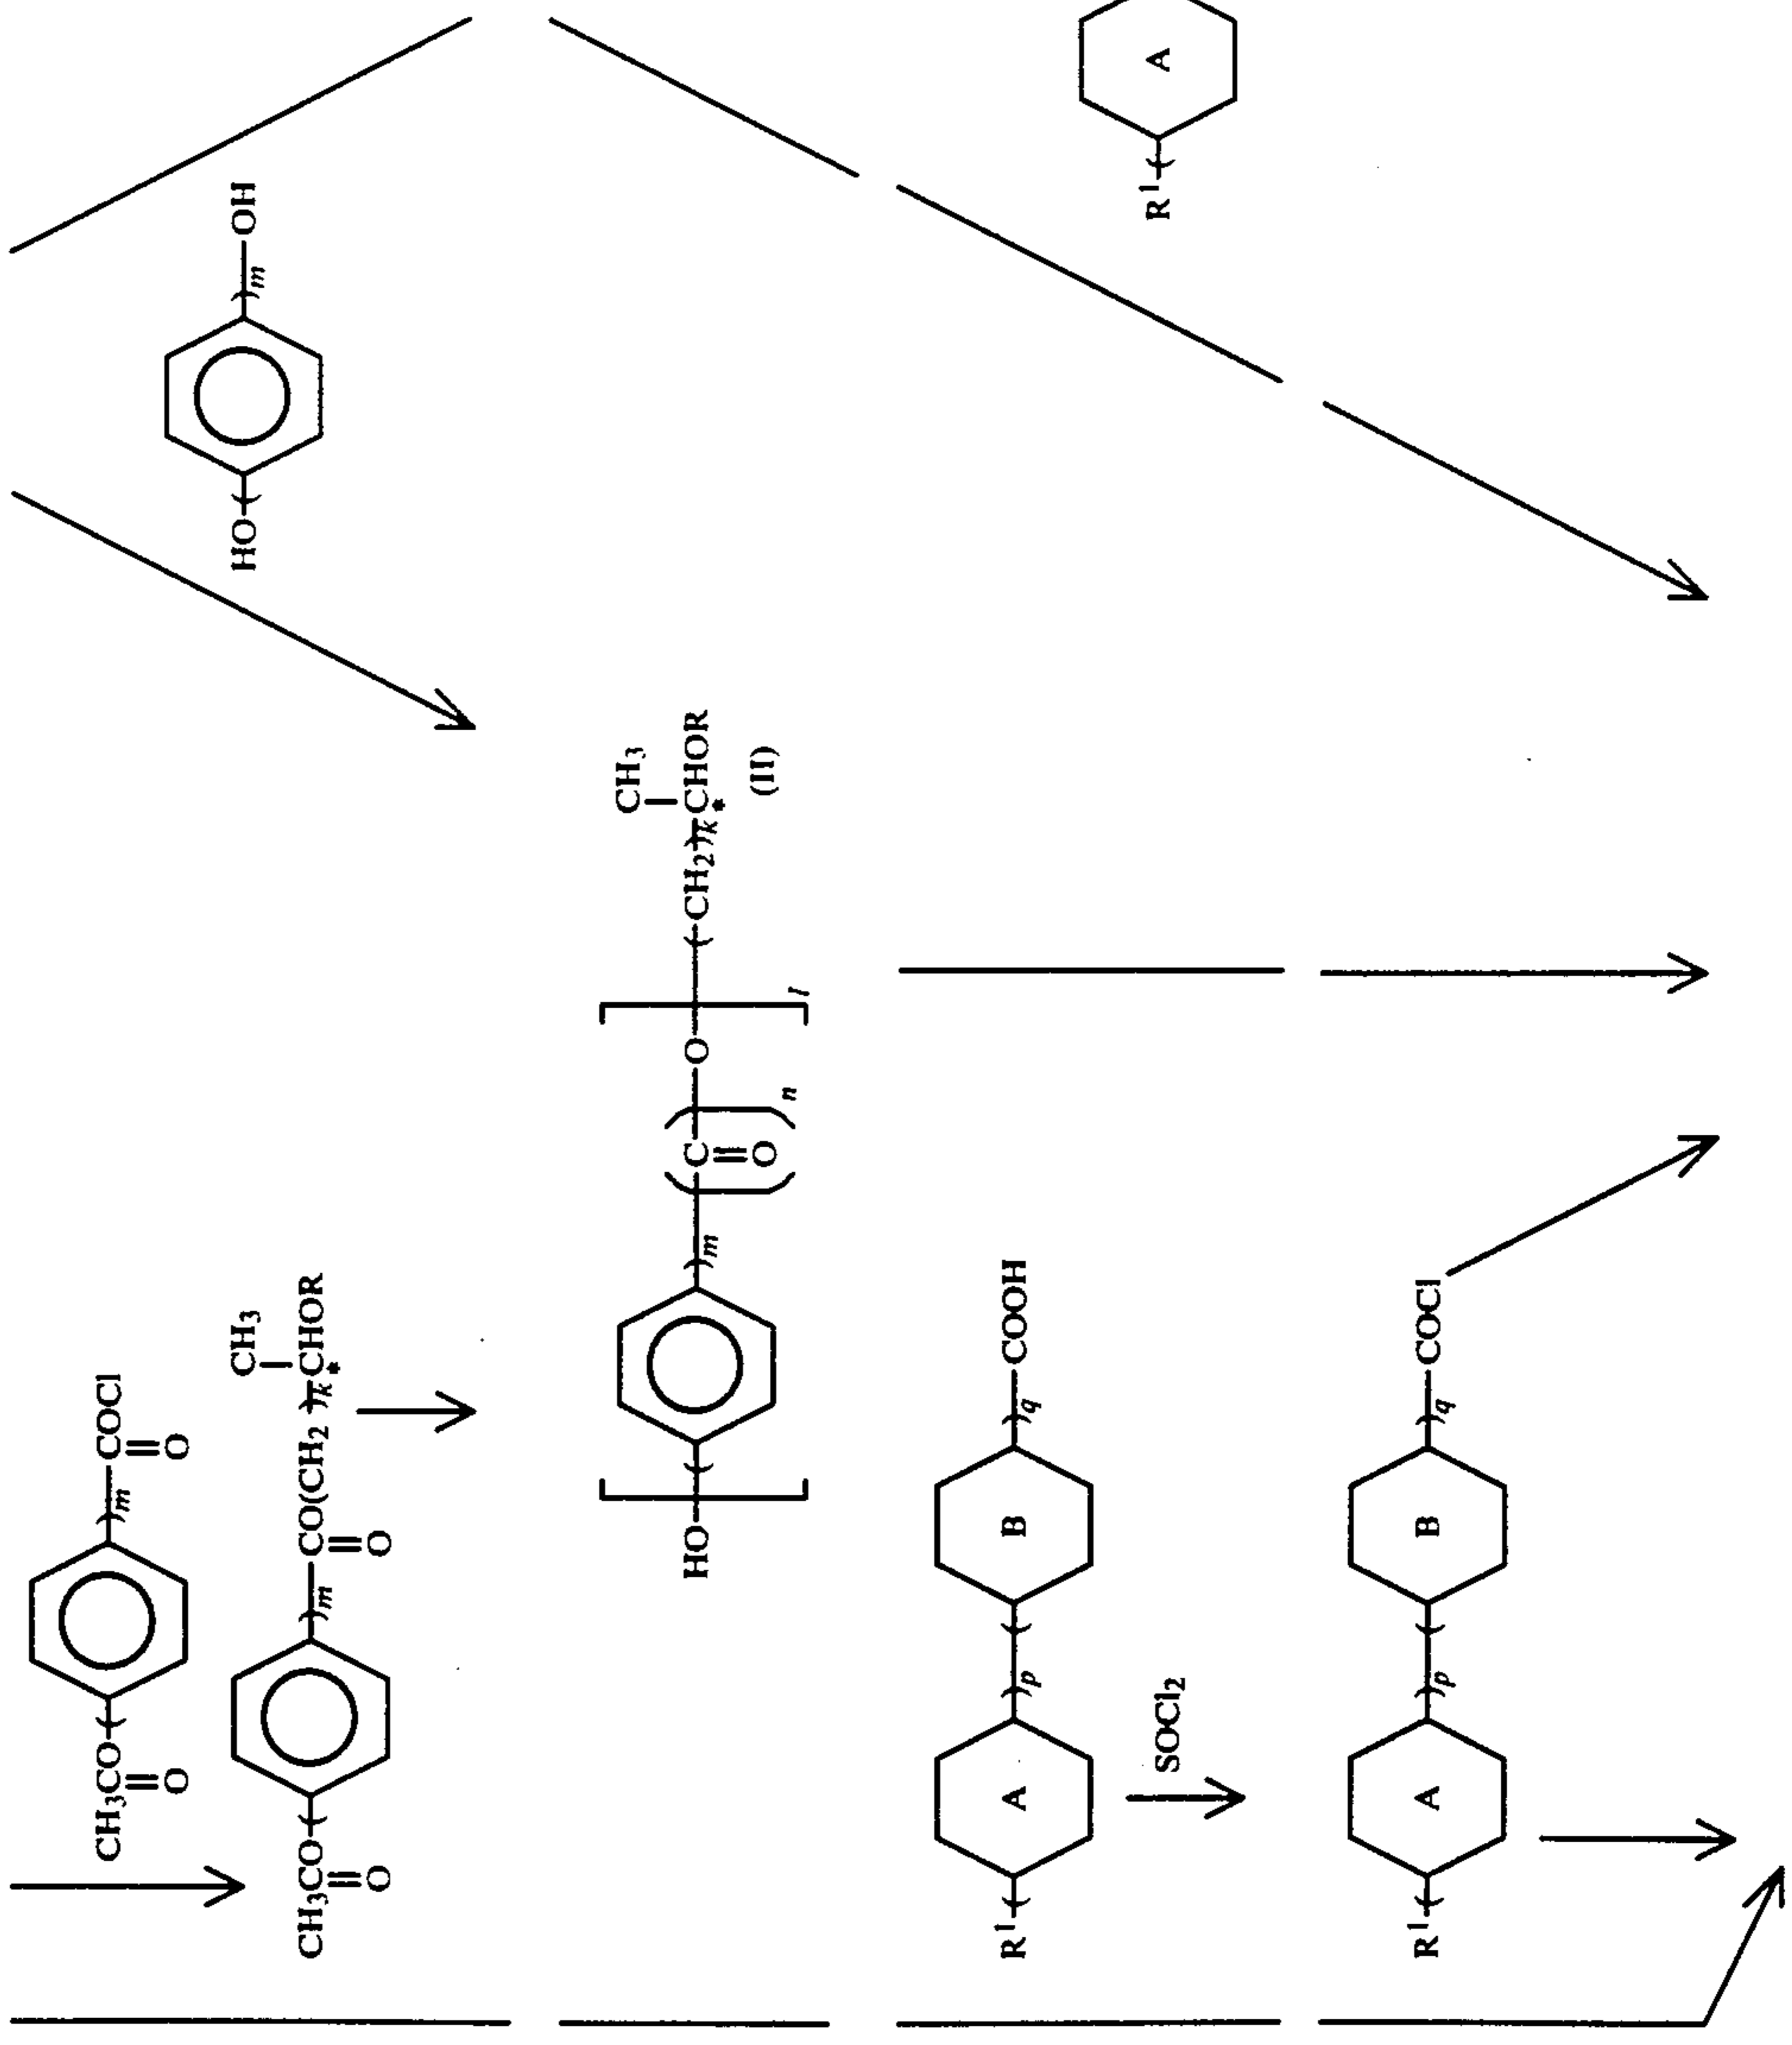 CH₃CO ( ) m COCl
O O
HO ( ) m OH
CH₃
CH₃CO ( ) m CO(CH₂) k CHOR
*
O O
CH₃
HO [ ( ) m ( C ) n O ] l ( CH₂ ) k CHOR
*
O
(II)
R¹ ( A ) p ( B ) q COOH
SOCl₂
R¹ ( A
R¹ ( A ) p ( B ) q COCl